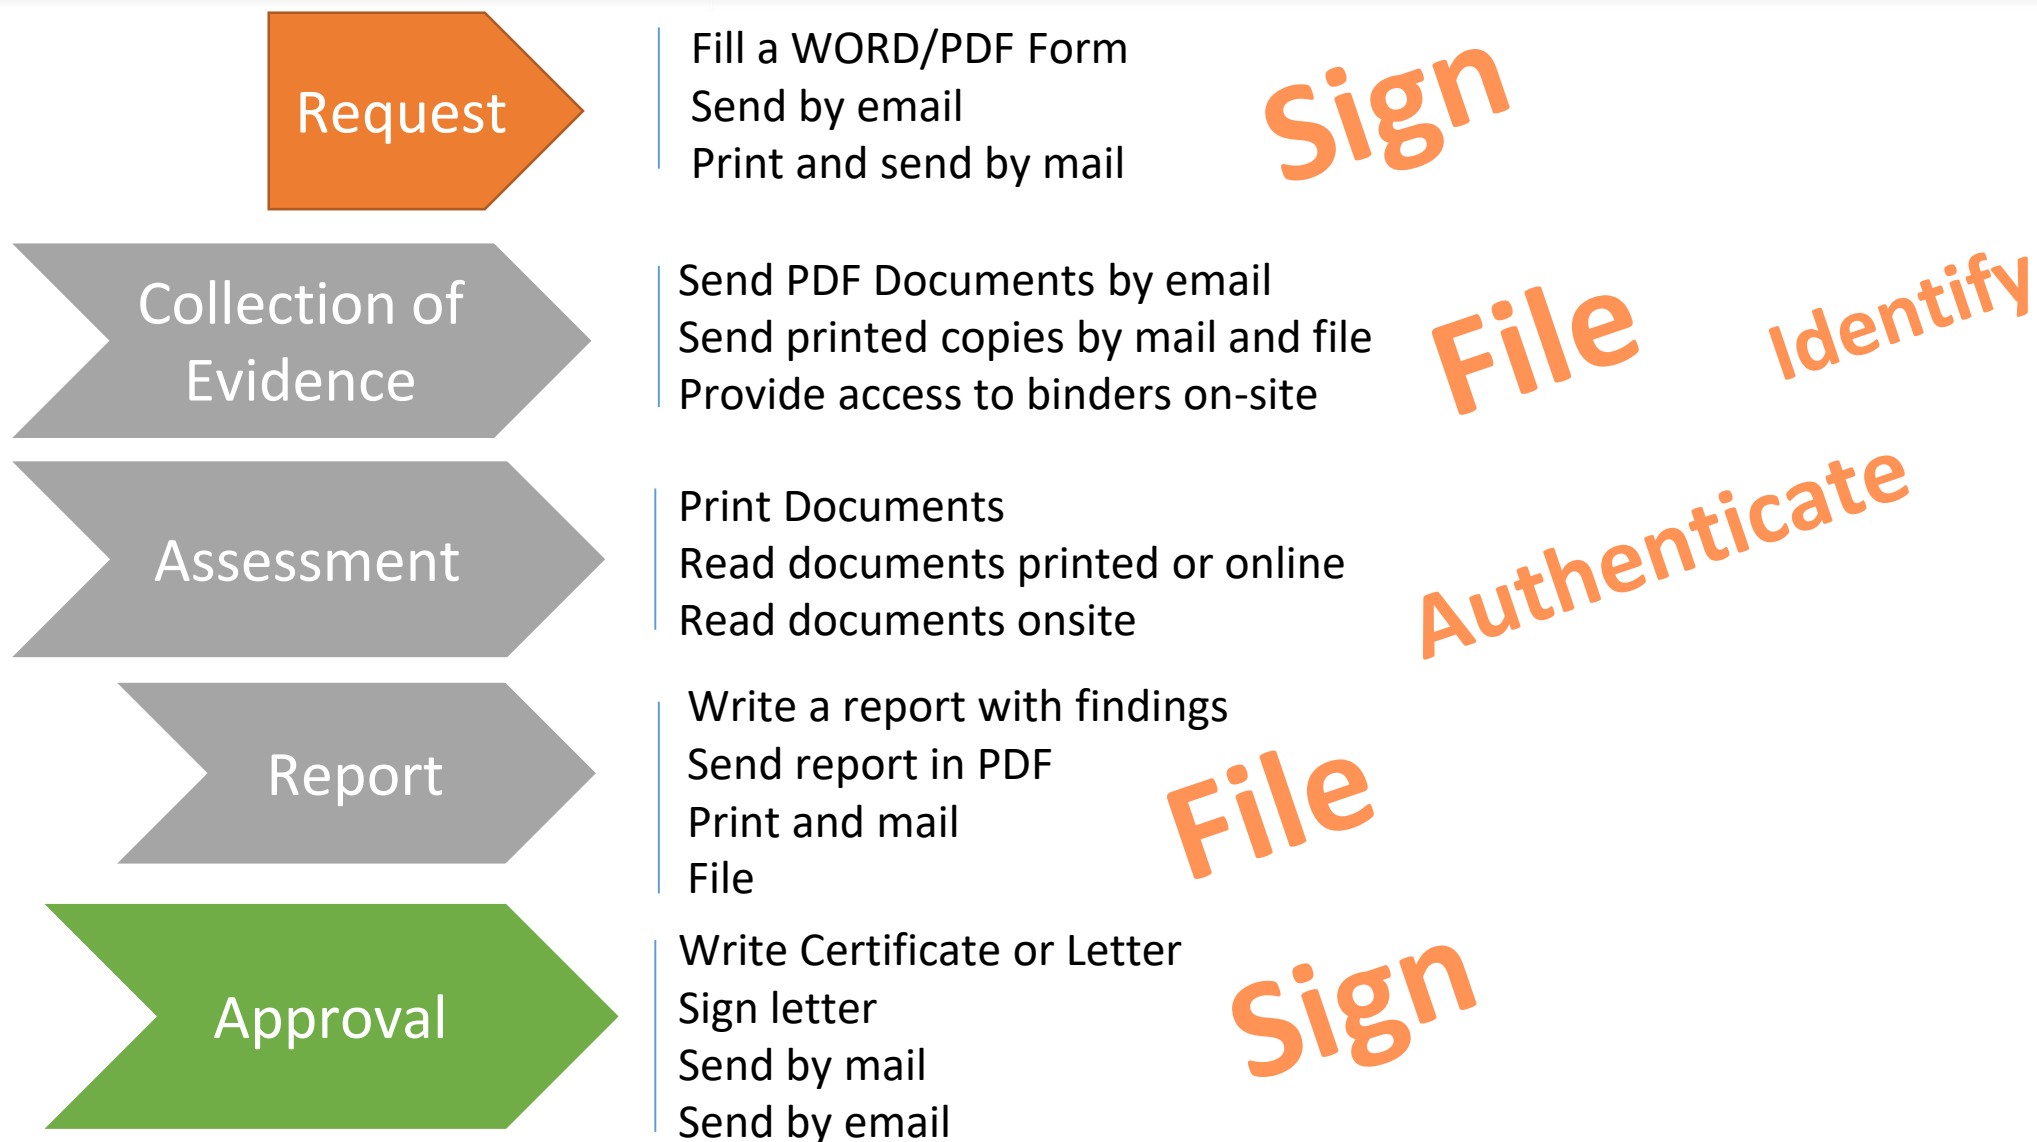 Request
Fill a WORD/PDF Form
Send by email
Print and send by mail
Sign
Collection of
Evidence
Send PDF Documents by email
Send printed copies by mail and file
Provide access to binders on-site
File
Identify
Assessment
Print Documents
Read documents printed or online
Read documents onsite
Authenticate
Report
Write a report with findings
Send report in PDF
Print and mail
File
File
Approval
Write Certificate or Letter
Sign letter
Send by mail
Send by email
Sign